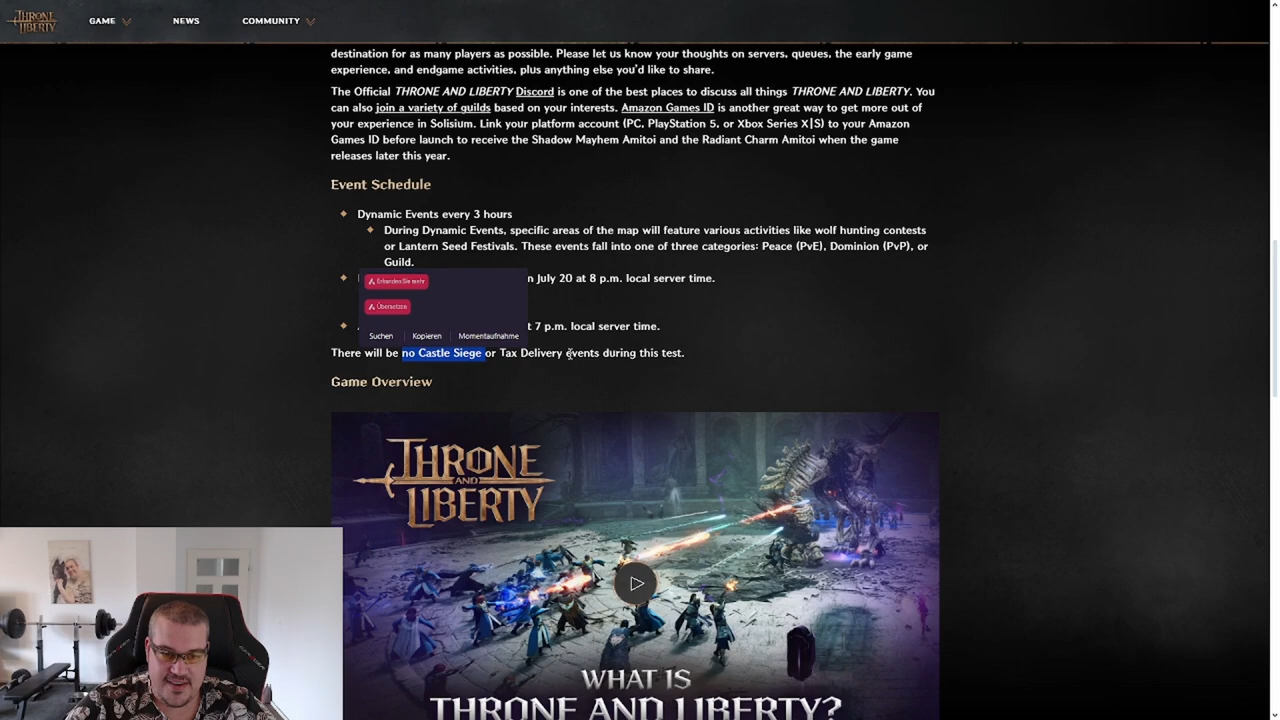 THRONE AND LIBERTY
GAME
NEWS
COMMUNITY
destination for as many players as possible. Please let us know your thoughts on servers, queues, the early game
experience, and endgame activities, plus anything else you'd like to share.
The Official THRONE AND LIBERTY Discord is one of the best places to discuss all things THRONE AND LIBERTY. You
can also join a variety of guilds based on your interests. Amazon Games ID is another great way to get more out of
your experience in Solisium. Link your platform account (PC, PlayStation 5, or Xbox Series X|S) to your Amazon
Games ID before launch to receive the Shadow Mayhem Amitoi and the Radiant Charm Amitoi when the game
releases later this year.
Event Schedule
Dynamic Events every 3 hours
During Dynamic Events, specific areas of the map will feature various activities like wolf hunting contests
or Lantern Seed Festivals. These events fall into one of three categories: Peace (PvE), Dominion (PvP), or
Guild.
n July 20 at 8 p.m. local server time.
Erkunden Sie mehr
Übersetzen
t 7 p.m. local server time.
Suchen
Kopieren
Momentaufnahme
There will be no Castle Siege or Tax Delivery events during this test.
Game Overview
THRONE
AND
LIBERTY
WHAT IS
THRONE AND LIBERTY?